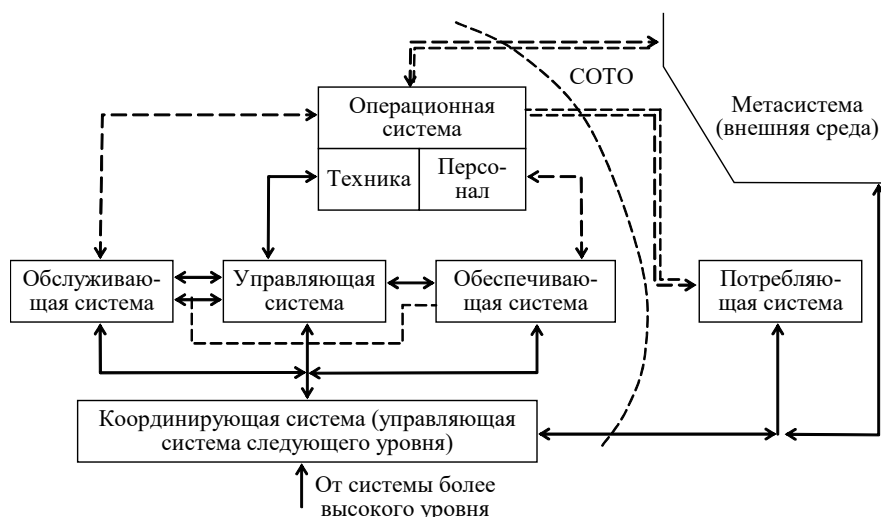 СОТО
Метасистема
(внешняя среда)
Операционная
система
Техника
Персо-
нал
Обслуживаю-
щая система
Управляющая
система
Обеспечиваю-
щая система
Потребляю-
щая система
Координирующая система (управляющая
система следующего уровня)
От системы более
высокого уровня